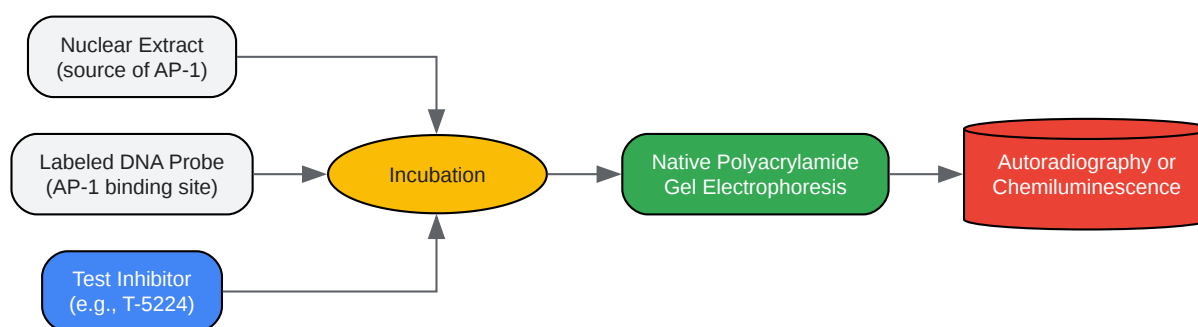 Nuclear Extract
(source of AP-1)
Labeled DNA Probe
(AP-1 binding site)
Test Inhibitor
(e.g., T-5224)
Incubation
Native Polyacrylamide
Gel Electrophoresis
Autoradiography or
Chemiluminescence